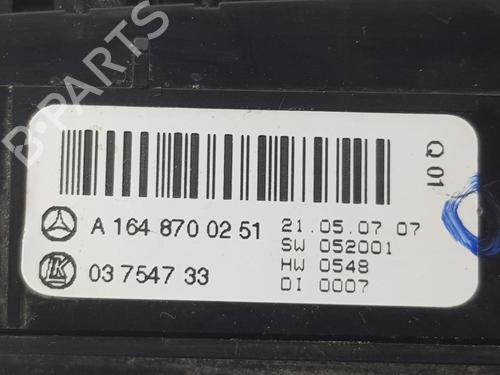 B-PARTS
Q 01
A 164 870 02 51
21.05.07 07
SW 052001
LK
03 7547 33
HW 0548
DI 0007